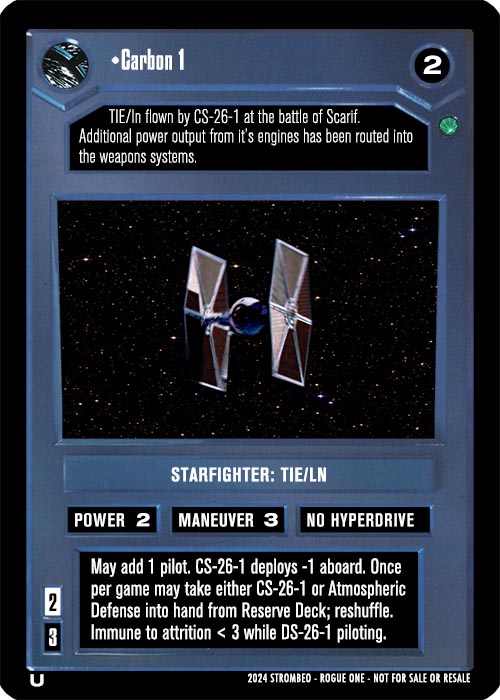 •Carbon 1
2
TIE/ln flown by CS-26-1 at the battle of Scarif.
Additional power output from it's engines has been routed into
the weapons systems.
STARFIGHTER: TIE/LN
POWER 2 MANEUVER 3 NO HYPERDRIVE
May add 1 pilot. CS-26-1 deploys -1 aboard. Once
per game may take either CS-26-1 or Atmospheric
Defense into hand from Reserve Deck; reshuffle.
Immune to attrition < 3 while DS-26-1 piloting.
2
3
U
2024 STROMBEO - ROGUE ONE - NOT FOR SALE OR RESALE